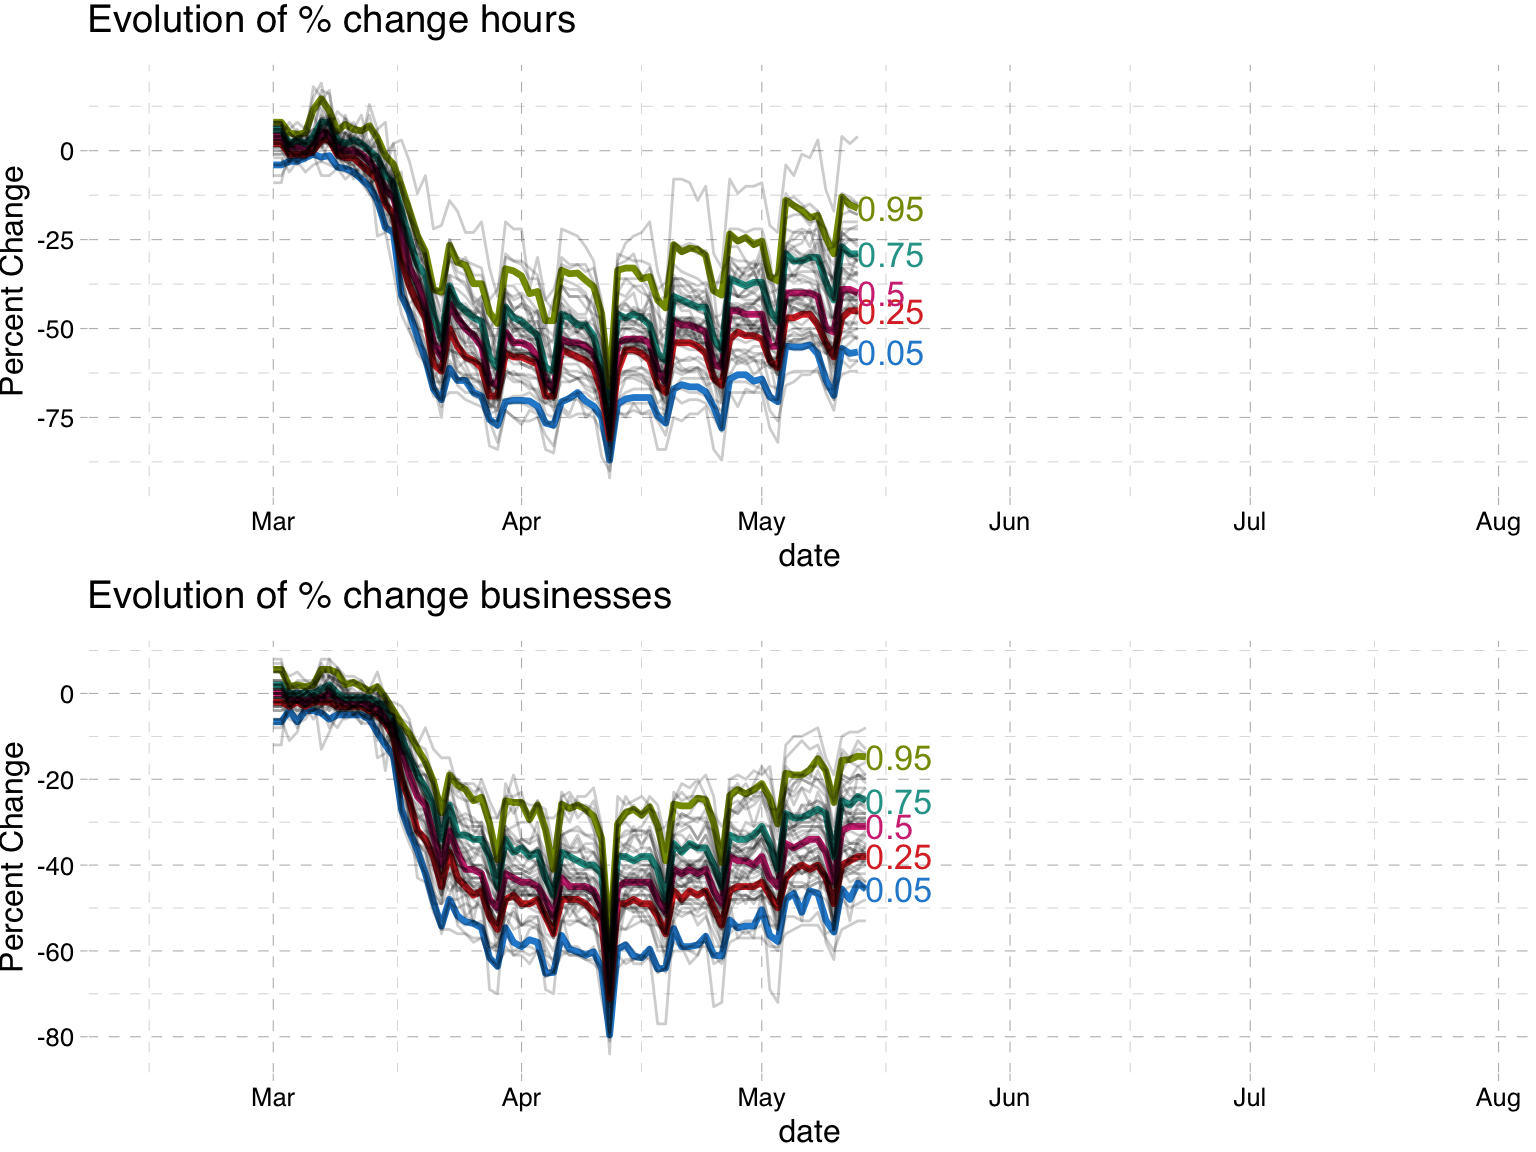 Evolution of % change hours
Percent Change
0
-25
-50
-75
0.95
0.75
0.5
0.25
0.05
Mar Apr May Jun Jul Aug
date
Evolution of % change businesses
Percent Change
0
-20
-40
-60
-80
0.95
0.75
0.5
0.25
0.05
Mar Apr May Jun Jul Aug
date